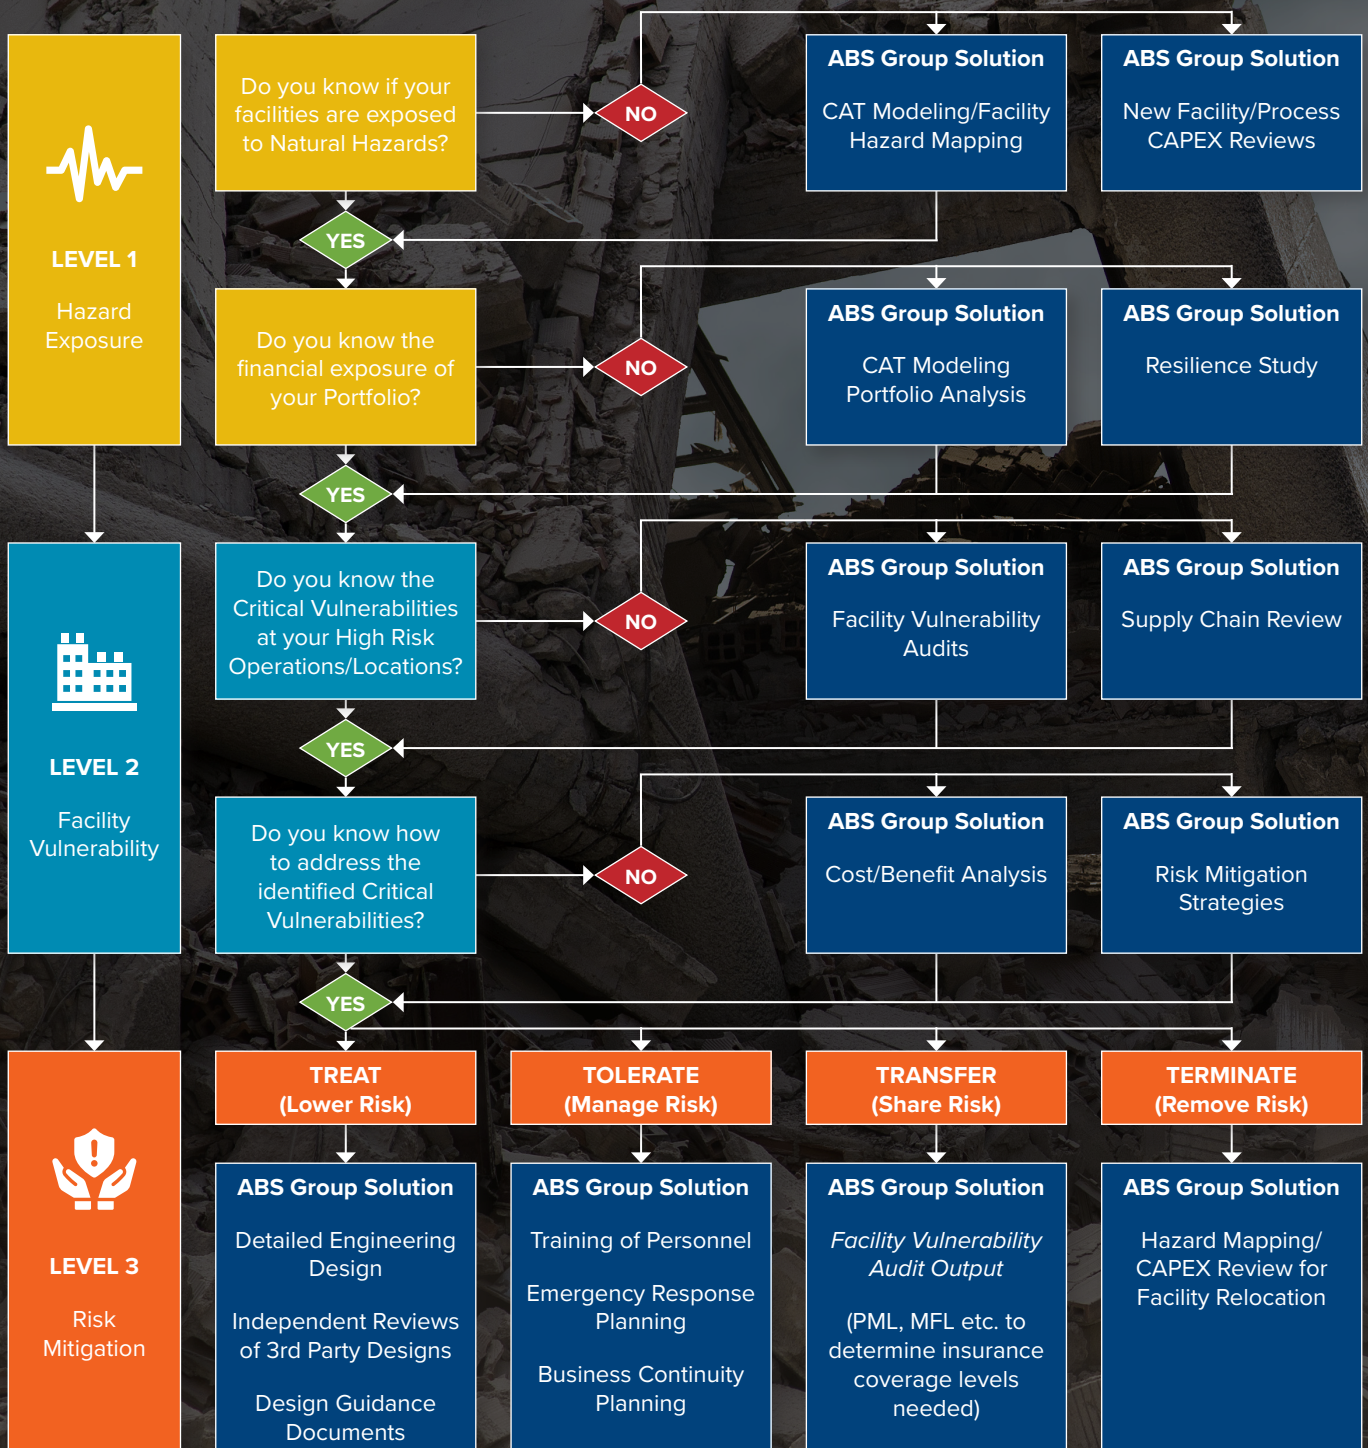 LEVEL 1
Hazard
Exposure
Do you know if your
facilities are exposed
to Natural Hazards?
NO
ABS Group Solution
CAT Modeling/Facility
Hazard Mapping
ABS Group Solution
New Facility/Process
CAPEX Reviews
YES
Do you know the
financial exposure of
your Portfolio?
NO
ABS Group Solution
CAT Modeling
Portfolio Analysis
ABS Group Solution
Resilience Study
YES
LEVEL 2
Facility
Vulnerability
Do you know the
Critical Vulnerabilities
at your High Risk
Operations/Locations?
NO
ABS Group Solution
Facility Vulnerability
Audits
ABS Group Solution
Supply Chain Review
YES
Do you know how
to address the
identified Critical
Vulnerabilities?
NO
ABS Group Solution
Cost/Benefit Analysis
ABS Group Solution
Risk Mitigation
Strategies
YES
LEVEL 3
Risk
Mitigation
TREAT
(Lower Risk)
ABS Group Solution
Detailed Engineering
Design
Independent Reviews
of 3rd Party Designs
Design Guidance
Documents
TOLERATE
(Manage Risk)
ABS Group Solution
Training of Personnel
Emergency Response
Planning
Business Continuity
Planning
TRANSFER
(Share Risk)
ABS Group Solution
Facility Vulnerability
Audit Output
(PML, MFL etc. to
determine insurance
coverage levels
needed)
TERMINATE
(Remove Risk)
ABS Group Solution
Hazard Mapping/
CAPEX Review for
Facility Relocation